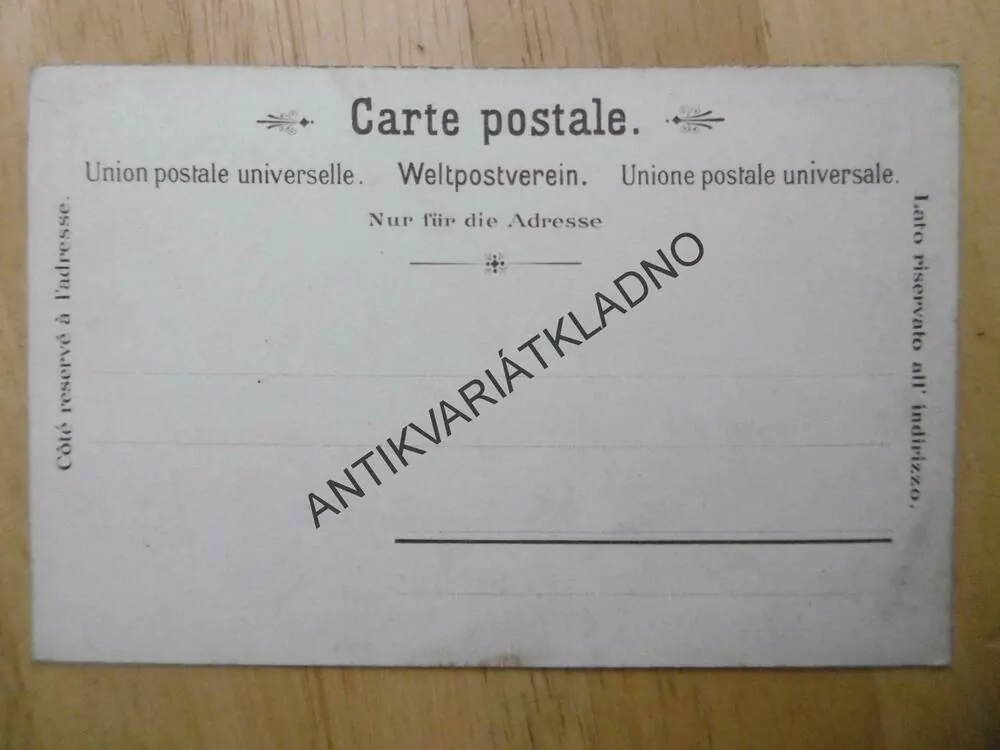 Carte postale.
Union postale universelle. Weltpostverein. Unione postale universale.
Nur für die Adresse
Côté reservé à l'adresse.
Lato riservato all' indirizzo.
ANTIKVARIÁTKLADNO